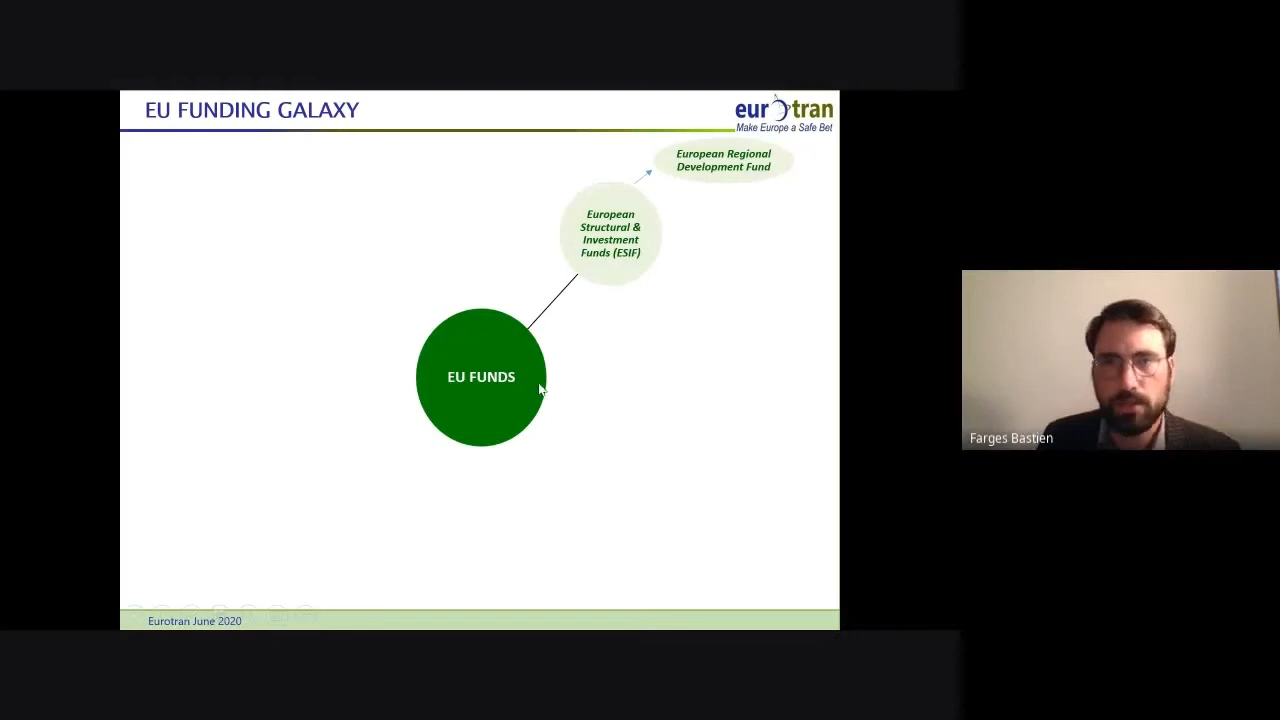 EU FUNDING GALAXY
eurotran
Make Europe a Safe Bet
European Regional
Development Fund
European
Structural &
Investment
Funds (ESIF)
EU FUNDS
Farges Bastien
Eurotran June 2020